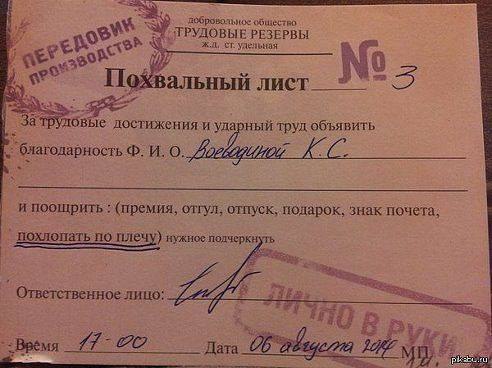 ПЕРЕДОВИК
ПРОИЗВОДСТВА
добровольное общество
ТРУДОВЫЕ РЕЗЕРВЫ
ж.д. ст. удельная
Похвальный лист № 3
За трудовые достижения и ударный труд объявить
благодарность Ф. И. О. Воеводиной К. С.
и поощрить : (премия, отгул, отпуск, подарок, знак почета,
похлопать по плечу) нужное подчеркнуть
Ответственное лицо:
ЛИЧНО В РУКИ
Время 17-00 Дата 06 августа 2014 МП
pikabu.ru